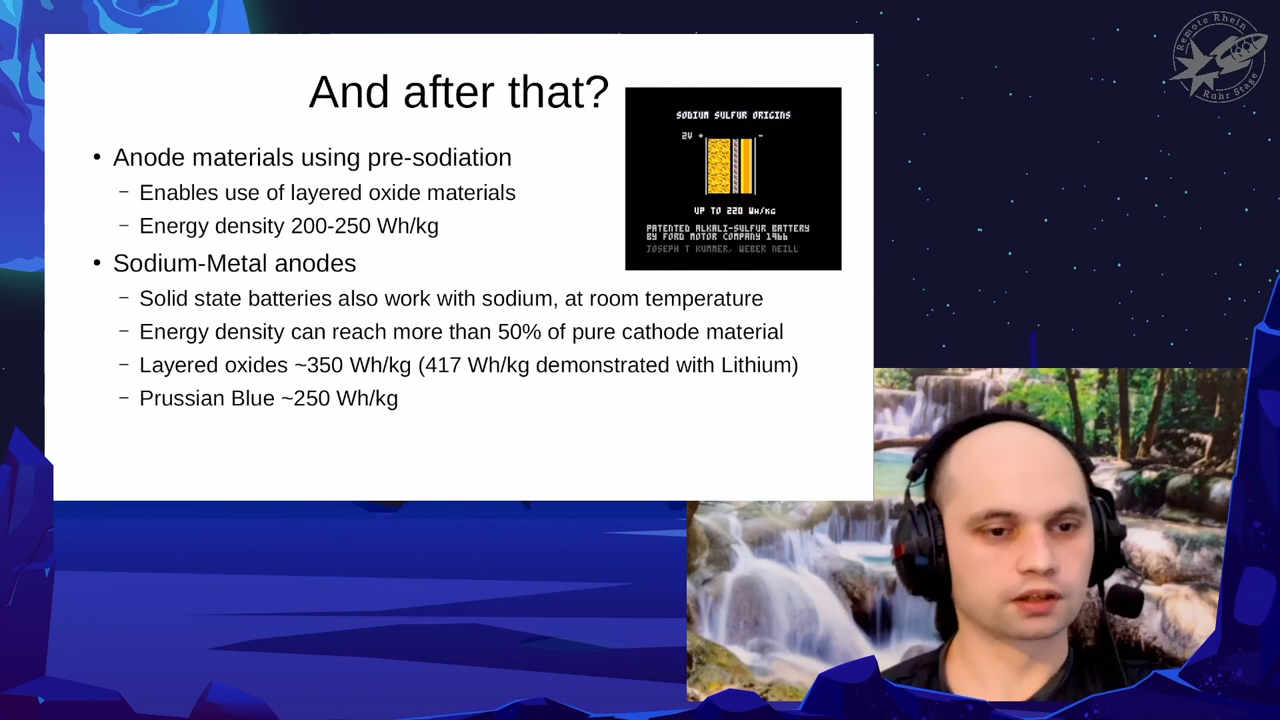 And after that?
• Anode materials using pre-sodiation
– Enables use of layered oxide materials
– Energy density 200-250 Wh/kg
• Sodium-Metal anodes
– Solid state batteries also work with sodium, at room temperature
– Energy density can reach more than 50% of pure cathode material
– Layered oxides ~350 Wh/kg (417 Wh/kg demonstrated with Lithium)
– Prussian Blue ~250 Wh/kg
SODIUM SULFUR ORIGINS
2V + -
UP TO 220 WH/KG
PATENTED ALKALI-SULFUR BATTERY
BY FORD MOTOR COMPANY 1966
JOSEPH T KUMMER, WEBER NEILL
Remote Rhein
Ruhr Stage